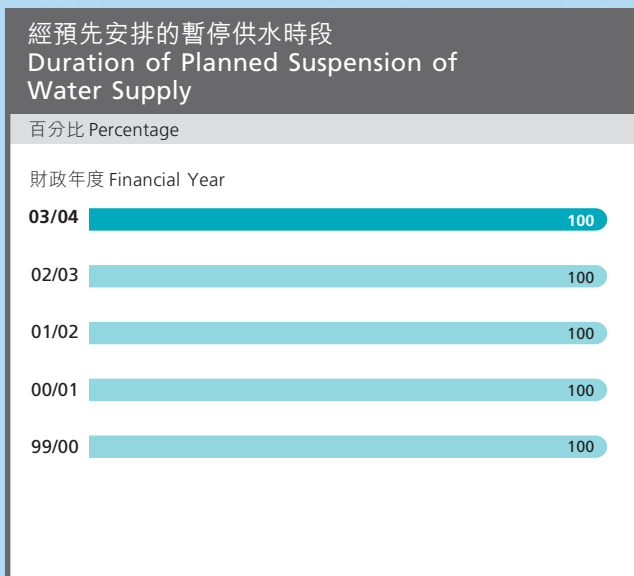 經預先安排的暫停供水時段
Duration of Planned Suspension of
Water Supply
百分比 Percentage
財政年度 Financial Year
03/04 100
02/03 100
01/02 100
00/01 100
99/00 100